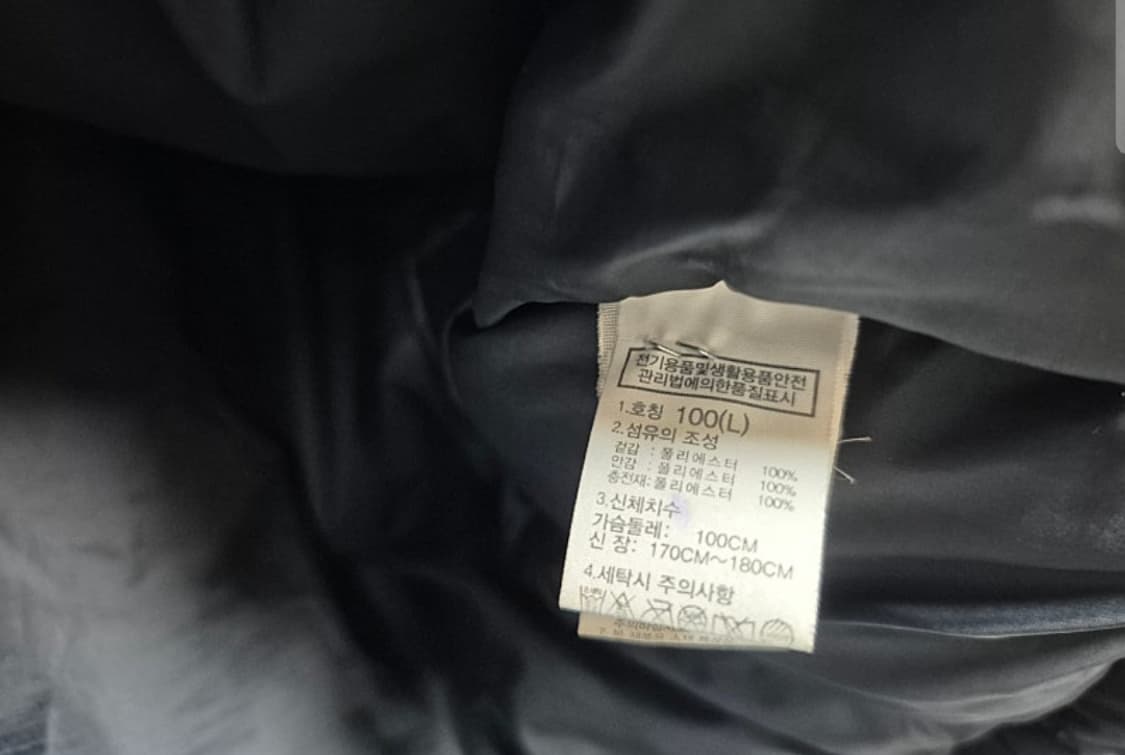 전기용품및생활용품안전
관리법에의한품질표시
1.호칭 100(L)
2.섬유의 조성
겉감 : 폴리에스터 100%
안감 : 폴리에스터 100%
충전재: 폴리에스터 100%
3.신체치수
가슴둘레: 100CM
신 장: 170CM~180CM
4.세탁시 주의사항